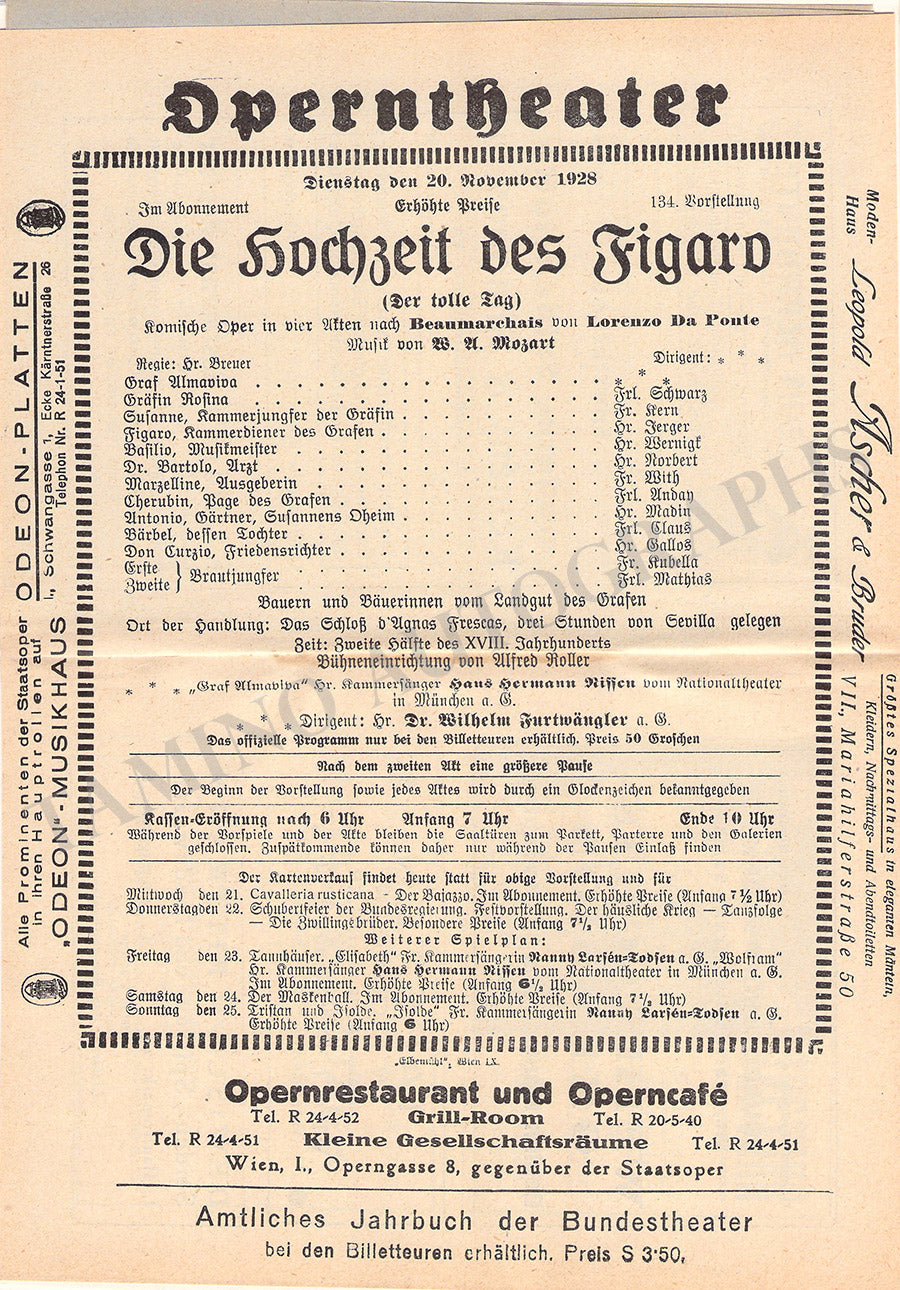 Operntheater
Dienstag den 20. November 1928
Im Abonnement Erhöhte Preise 134. Vorstellung
Die Hochzeit des Figaro
(Der tolle Tag)
Komische Oper in vier Akten nach Beaumarchais von Lorenzo Da Ponte
Musik von W. A. Mozart
Regie: Hr. Breuer Dirigent: * * *
Graf Almaviva . . . . . . . . . . * * *
Gräfin Rosina . . . . . . . . . . Frl. Schwarz
Susanne, Kammerjungfer der Gräfin . . . . . . . . . . Fr. Kern
Figaro, Kammerdiener des Grafen . . . . . . . . . . Hr. Jerger
Basilio, Musikmeister . . . . . . . . . . Hr. Wernigk
Dr. Bartolo, Arzt . . . . . . . . . . Hr. Norbert
Marzelline, Ausgeberin . . . . . . . . . . Fr. With
Cherubin, Page des Grafen . . . . . . . . . . Frl. Anday
Antonio, Gärtner, Susannens Oheim . . . . . . . . . . Hr. Madin
Bärbel, dessen Tochter . . . . . . . . . . Frl. Claus
Don Curzio, Friedensrichter . . . . . . . . . . Hr. Gallos
Erste } Brautjungfer . . . . . . . . . . Fr. Kubella
Zweite } Frl. Mathias
Bauern und Bäuerinnen vom Landgut des Grafen
Ort der Handlung: Das Schloß d'Aguas Frescas, drei Stunden von Sevilla gelegen
Zeit: Zweite Hälfte des XVIII. Jahrhunderts
Bühneneinrichtung von Alfred Roller
* * * „Graf Almaviva" Hr. Kammersänger Hans Hermann Nissen vom Nationaltheater
in München a. G.
* * * Dirigent: Hr. Dr. Wilhelm Furtwängler a. G.
Das offizielle Programm nur bei den Billetteuren erhältlich. Preis 50 Groschen
Nach dem zweiten Akt eine größere Pause
Der Beginn der Vorstellung sowie jedes Aktes wird durch ein Glockenzeichen bekanntgegeben
Kassen-Eröffnung nach 6 Uhr Anfang 7 Uhr Ende 10 Uhr
Während der Vorspiele und der Akte bleiben die Saaltüren zum Parkett, Parterre und den Galerien
geschlossen. Zuspätkommende können daher nur während der Pausen Einlaß finden
Der Kartenverkauf findet heute statt für obige Vorstellung und für
Mittwoch den 21. Cavalleria rusticana - Der Bajazzo. Im Abonnement. Erhöhte Preise (Anfang 7 1/2 Uhr)
Donnerstag den 22. Schubertfeier der Bundesregierung. Festvorstellung. Der häusliche Krieg — Tanzfolge
— Die Zwillingsbrüder. Besondere Preise (Anfang 7 1/2 Uhr)
Weiterer Spielplan:
Freitag den 23. Tannhäuser. „Elisabeth" Fr. Kammersängerin Nanny Larsén-Todsen a. G. „Wolfram"
Hr. Kammersänger Hans Hermann Nissen vom Nationaltheater in München a. G.
Im Abonnement. Erhöhte Preise (Anfang 6 1/2 Uhr)
Samstag den 24. Der Maskenball. Im Abonnement. Erhöhte Preise (Anfang 7 1/2 Uhr)
Sonntag den 25. Tristan und Isolde. „Isolde" Fr. Kammersängerin Nanny Larsén-Todsen a. G.
Erhöhte Preise (Anfang 6 Uhr)
„Elbemühl", Wien IX.
Opernrestaurant und Operncafé
Tel. R 24-4-52 Grill-Room Tel. R 20-5-40
Tel. R 24-4-51 Kleine Gesellschaftsräume Tel. R 24-4-51
Wien, I., Operngasse 8, gegenüber der Staatsoper
Amtliches Jahrbuch der Bundestheater
bei den Billetteuren erhältlich. Preis S 3·50.
Alle Prominenten der Staatsoper
in ihren Hauptrollen auf
ODEON-PLATTEN
„ODEON"-MUSIKHAUS
I., Schwangasse 1, Ecke Kärntnerstraße 26
Telephon Nr. R 24-1-51
Moden-
Haus
Leopold Ascher & Bruder VII., Mariahilferstraße 50
Größtes Spezialhaus in eleganten Mänteln,
Kleidern, Nachmittags- und Abendtoiletten
TAMINO AUTOGRAPHS